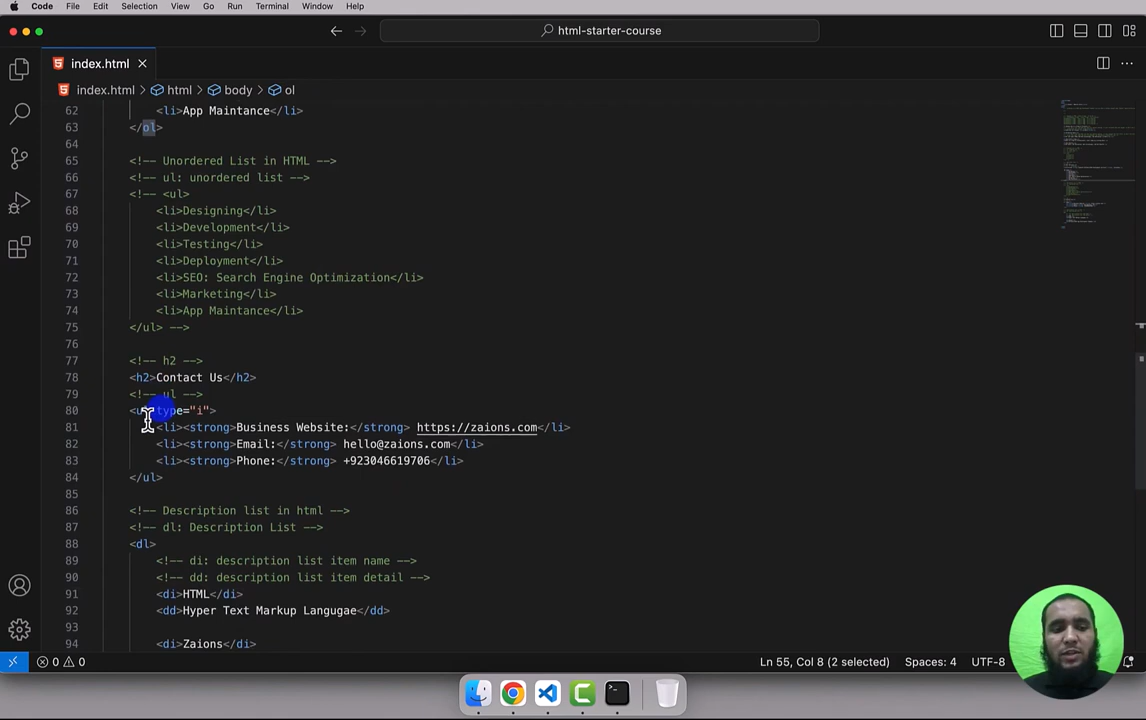 Code File Edit Selection View Go Run Terminal Window Help
html-starter-course
index.html
index.html > html > body > ol
62 <li>App Maintance</li>
63 </ol>
64
65 <!-- Unordered List in HTML -->
66 <!-- ul: unordered list -->
67 <!-- <ul>
68 <li>Designing</li>
69 <li>Development</li>
70 <li>Testing</li>
71 <li>Deployment</li>
72 <li>SEO: Search Engine Optimization</li>
73 <li>Marketing</li>
74 <li>App Maintance</li>
75 </ul> -->
76
77 <!-- h2 -->
78 <h2>Contact Us</h2>
79 <!-- ul -->
80 <ul type="i">
81 <li><strong>Business Website:</strong> https://zaions.com</li>
82 <li><strong>Email:</strong> hello@zaions.com</li>
83 <li><strong>Phone:</strong> +923046619706</li>
84 </ul>
85
86 <!-- Description list in html -->
87 <!-- dl: Description List -->
88 <dl>
89 <!-- di: description list item name -->
90 <!-- dd: description list item detail -->
91 <di>HTML</di>
92 <dd>Hyper Text Markup Langugae</dd>
93
94 <di>Zaions</di>
0 0 Ln 55, Col 8 (2 selected) Spaces: 4 UTF-8